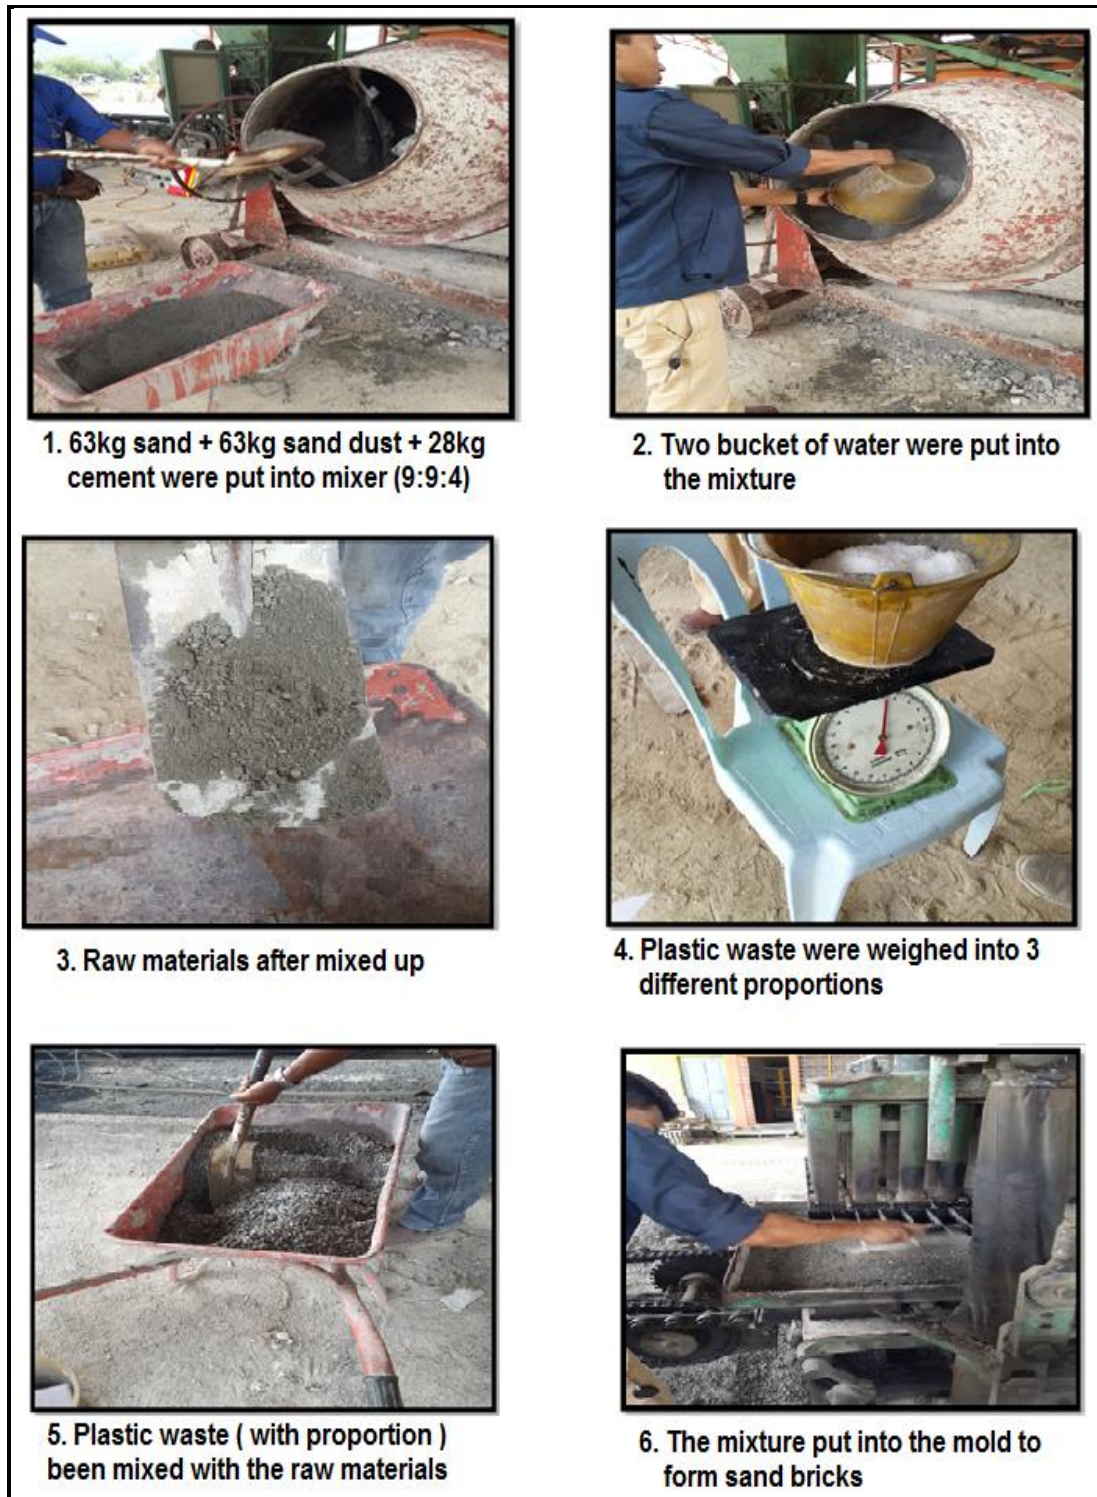 1. 63kg sand + 63kg sand dust + 28kg
cement were put into mixer (9:9:4)
2. Two bucket of water were put into
the mixture
3. Raw materials after mixed up
4. Plastic waste were weighed into 3
different proportions
5. Plastic waste ( with proportion )
been mixed with the raw materials
6. The mixture put into the mold to
form sand bricks